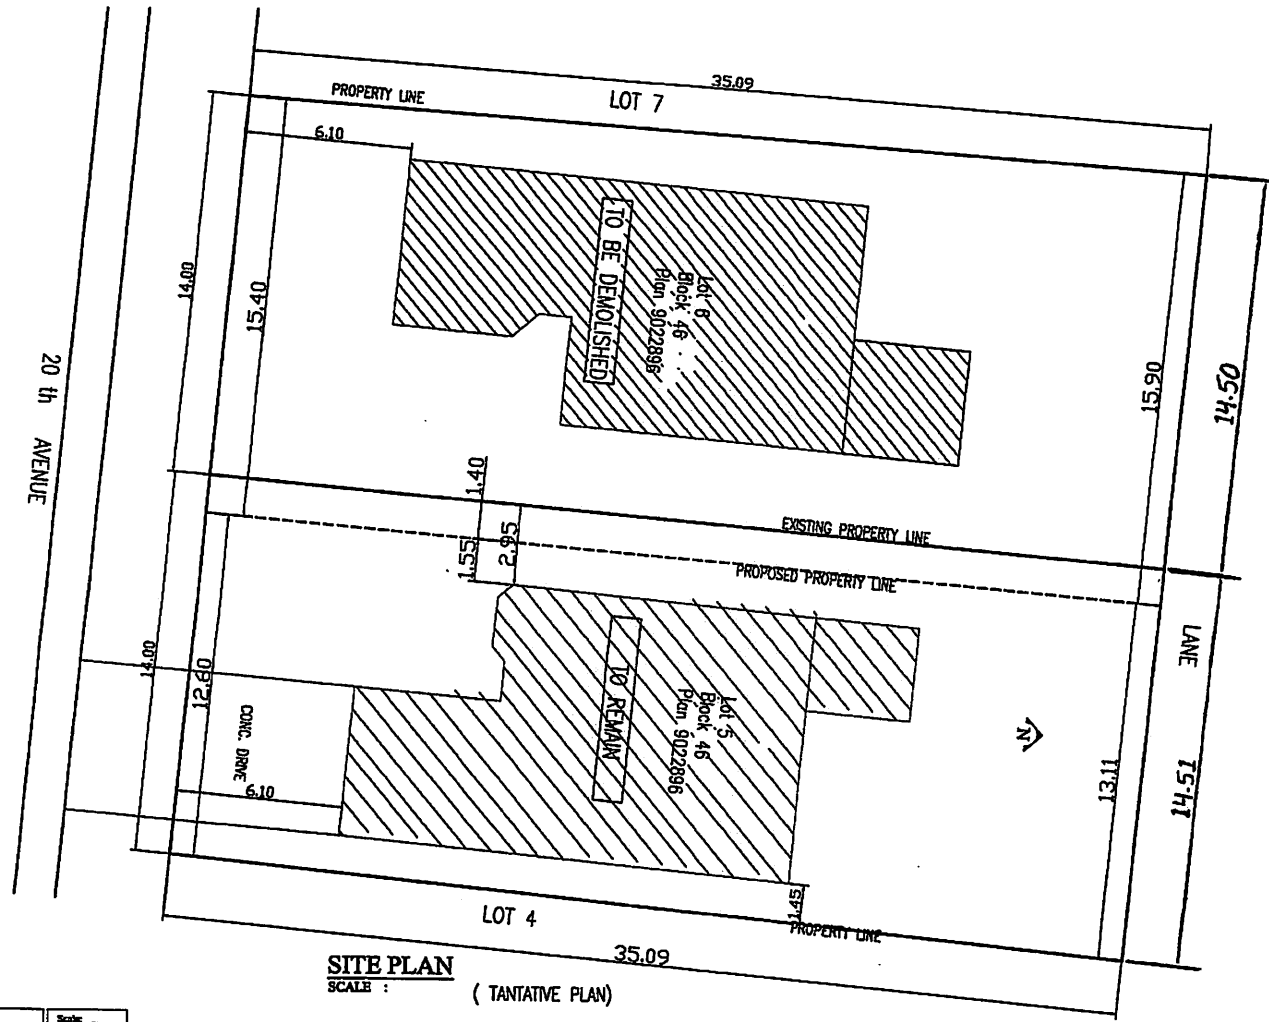 35.09
PROPERTY LINE
LOT 7
6.10
14.00
15.40
TO BE DEMOLISHED
Lot 6
Block 46
Plan 9022896
15.90
14.50
20 th AVENUE
1.40
1.55
2.95
EXISTING PROPERTY LINE
PROPOSED PROPERTY LINE
LANE
14.00
12.60
CONC. DRIVE
6.10
TO REMAIN
Lot 5
Block 46
Plan 9022896
N
13.11
14.51
1.45
LOT 4
PROPERTY LINE
35.09
SITE PLAN
SCALE :
( TANTATIVE PLAN)
Scale